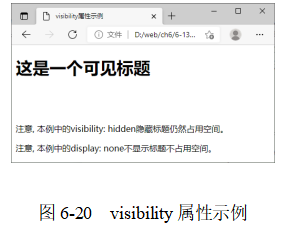 visibility属性示例
文件
D:/web/ch6/6-13...
这是一个可见标题
注意, 本例中的visibility: hidden隐藏标题仍然占用空间。
注意, 本例中的display: none不显示标题不占用空间。
图 6-20 visibility 属性示例